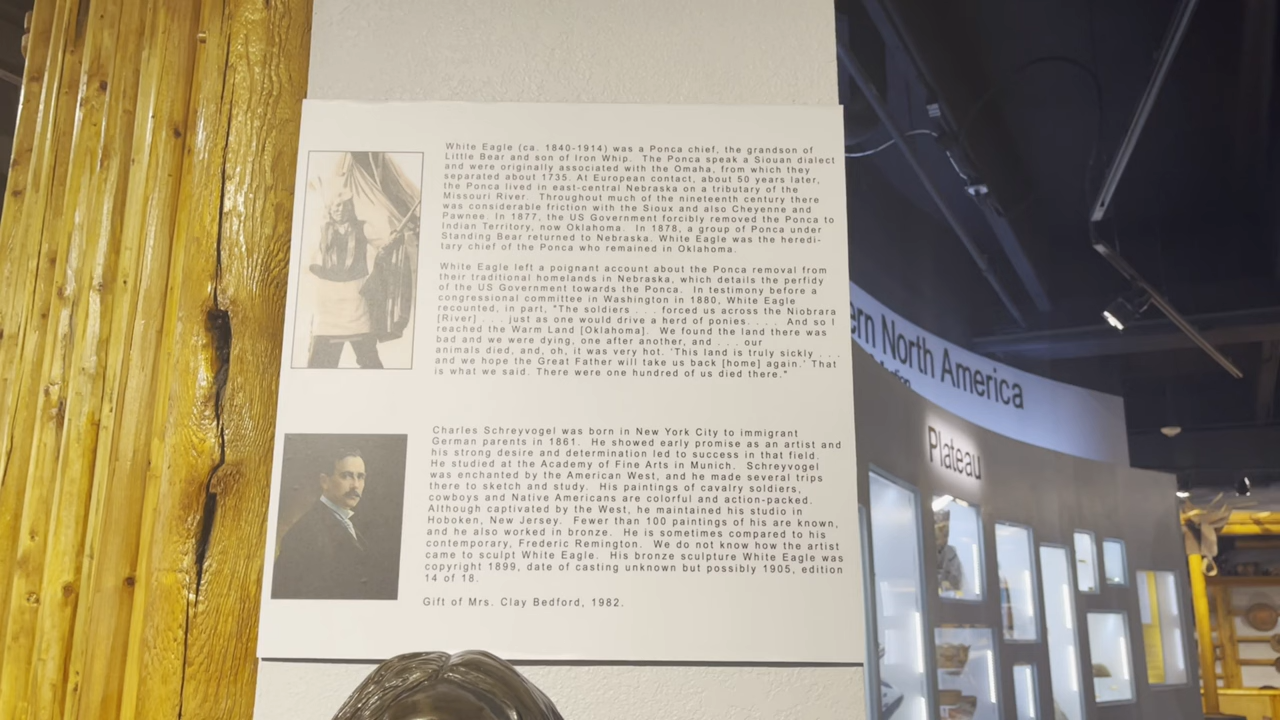 White Eagle (ca. 1840-1914) was a Ponca chief, the grandson of
Little Bear and son of Iron Whip. The Ponca speak a Siouan dialect
and were originally associated with the Omaha, from which they
separated about 1735. At European contact, about 50 years later,
the Ponca lived in east-central Nebraska on a tributary of the
Missouri River. Throughout much of the nineteenth century there
was considerable friction with the Sioux and also Cheyenne and
Pawnee. In 1877, the US Government forcibly removed the Ponca to
Indian Territory, now Oklahoma. In 1878, a group of Ponca under
Standing Bear returned to Nebraska. White Eagle was the heredi-
tary chief of the Ponca who remained in Oklahoma.
White Eagle left a poignant account about the Ponca removal from
their traditional homelands in Nebraska, which details the perfidy
of the US Government towards the Ponca. In testimony before a
congressional committee in Washington in 1880, White Eagle
recounted, in part, "The soldiers . . . forced us across the Niobrara
[River] . . . just as one would drive a herd of ponies. . . . And so I
reached the Warm Land [Oklahoma]. We found the land there was
bad and we were dying, one after another, and . . . our
animals died, and, oh, it was very hot. 'This land is truly sickly . . .
and we hope the Great Father will take us back [home] again.' That
is what we said. There were one hundred of us died there."
Charles Schreyvogel was born in New York City to immigrant
German parents in 1861. He showed early promise as an artist and
his strong desire and determination led to success in that field.
He studied at the Academy of Fine Arts in Munich. Schreyvogel
was enchanted by the American West, and he made several trips
there to sketch and study. His paintings of cavalry soldiers,
cowboys and Native Americans are colorful and action-packed.
Although captivated by the West, he maintained his studio in
Hoboken, New Jersey. Fewer than 100 paintings of his are known,
and he also worked in bronze. He is sometimes compared to his
contemporary, Frederic Remington. We do not know how the artist
came to sculpt White Eagle. His bronze sculpture White Eagle was
copyright 1899, date of casting unknown but possibly 1905, edition
14 of 18.
Gift of Mrs. Clay Bedford, 1982.
ern North America
Plateau